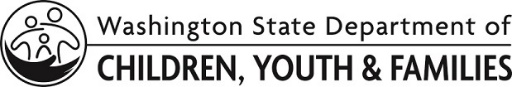 Washington State Department of
CHILDREN, YOUTH & FAMILIES